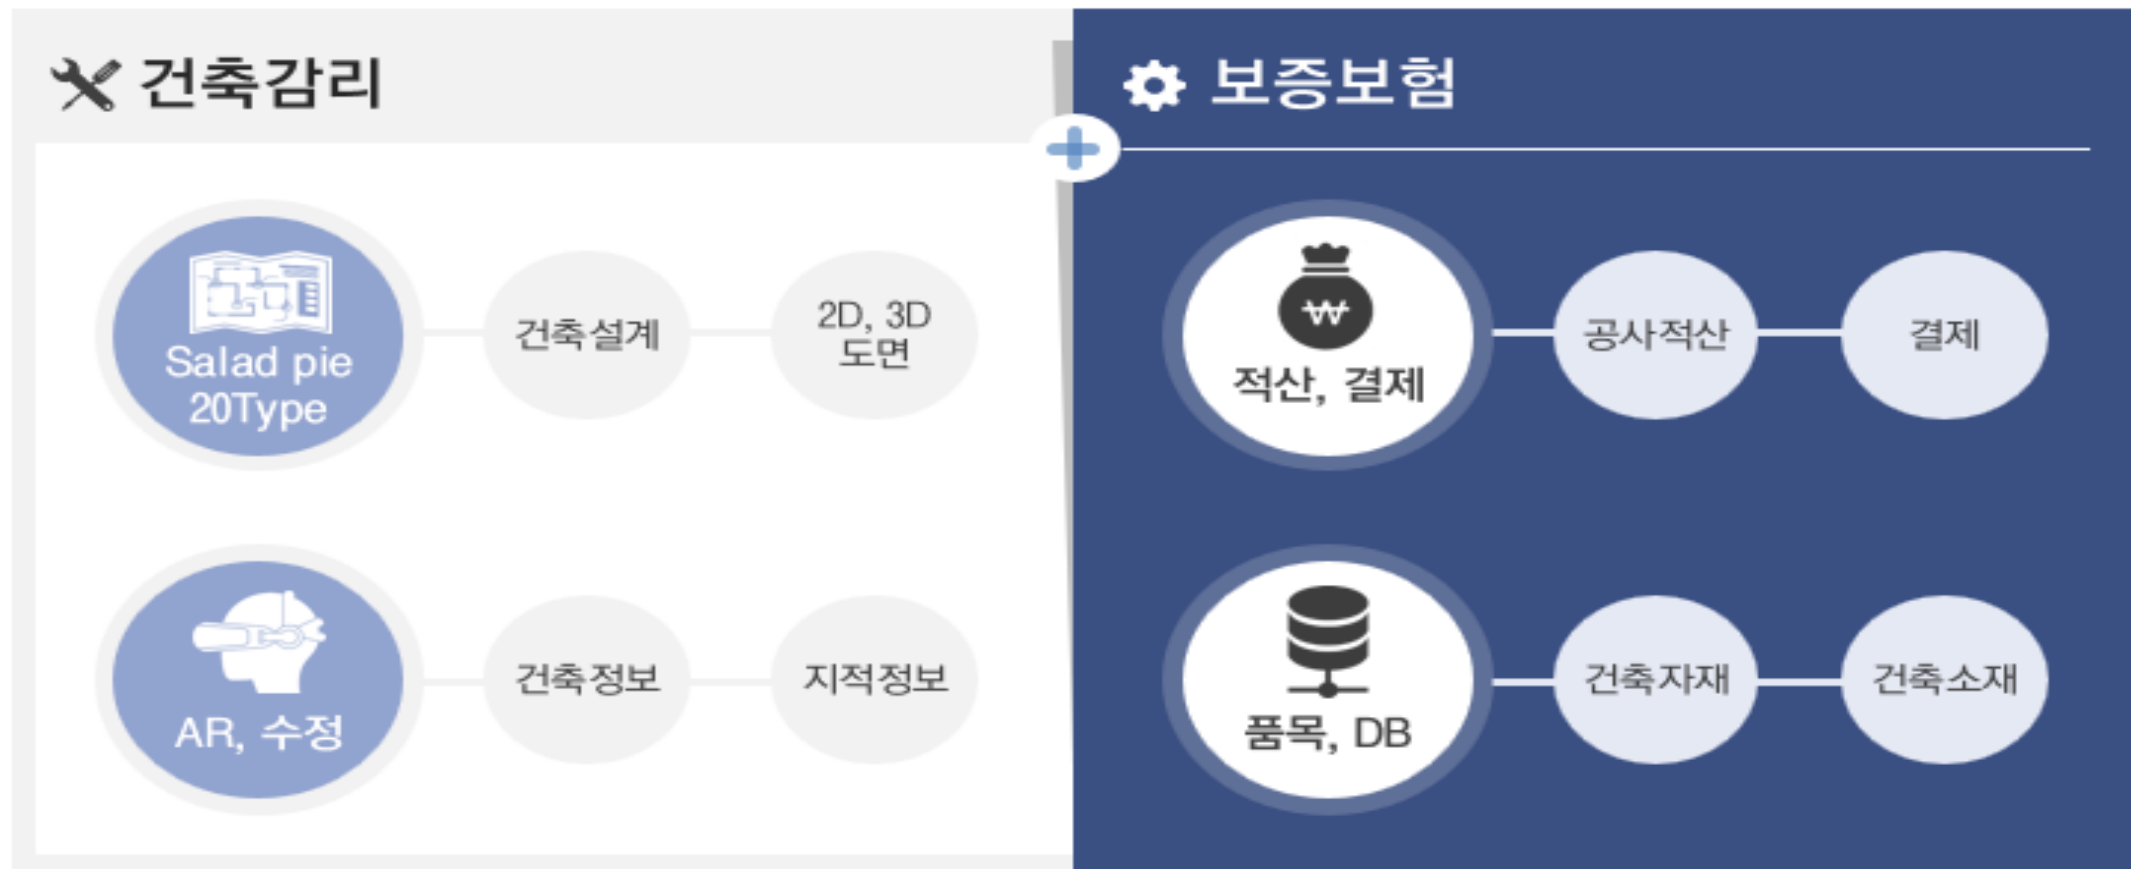 건축감리
Salad pie
20Type
건축설계
2D, 3D
도면
AR, 수정
건축정보
지적정보
보증보험
₩
적산, 결제
공사적산
결제
품목, DB
건축자재
건축소재